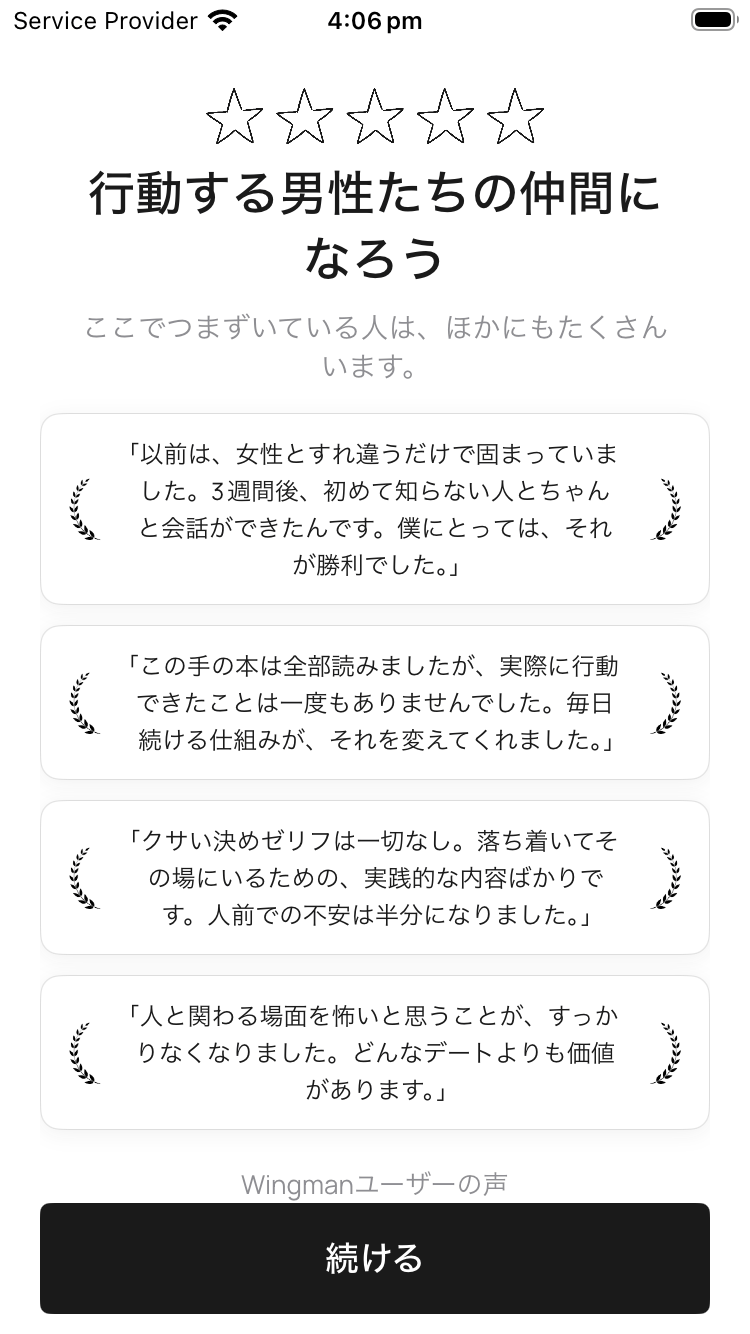 Service Provider 4:06 pm
行動する男性たちの仲間に
なろう
ここでつまずいている人は、ほかにもたくさん
います。
「以前は、女性とすれ違うだけで固まっていま
した。3週間後、初めて知らない人とちゃん
と会話ができたんです。僕にとっては、それ
が勝利でした。」
「この手の本は全部読みましたが、実際に行動
できたことは一度もありませんでした。毎日
続ける仕組みが、それを変えてくれました。」
「クサい決めゼリフは一切なし。落ち着いてそ
の場にいるための、実践的な内容ばかりで
す。人前での不安は半分になりました。」
「人と関わる場面を怖いと思うことが、すっか
りなくなりました。どんなデートよりも価値
があります。」
Wingmanユーザーの声
続ける